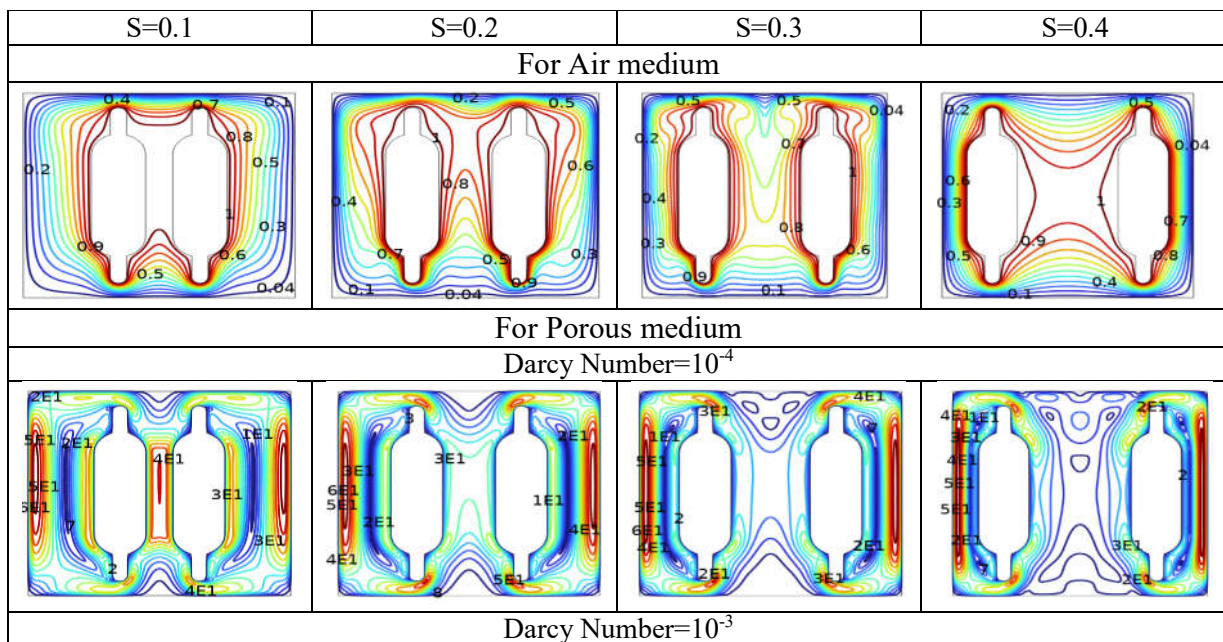 S=0.1 S=0.2 S=0.3 S=0.4
For Air medium
0.4 0.7 0.1 0.8 0.2 0.5 1 0.3 0.9 0.6 0.5 0.04
0.2 0.5 1 0.6 0.8 0.4 0.7 0.5 0.3 0.9 0.1 0.04
0.5 0.5 0.04 0.2 0.7 1 0.4 0.8 0.3 0.6 0.9 0.1
0.2 0.5 0.04 0.6 0.3 1 0.7 0.9 0.5 0.8 0.4 0.1
For Porous medium
Darcy Number=10⁻⁴
2E1 5E1 2E1 1E1 4E1 5E1 3E1 6E1 7 3E1 2 4E1
3 2E1 3E1 3E1 6E1 5E1 1E1 2E1 4E1 4E1 5E1 8
4E1 3E1 7 1E1 5E1 5E1 2 6E1 4E1 2E1 2E1 3E1
4E1 1E1 2E1 3E1 7 4E1 2 5E1 5E1 2E1 3E1 7 2E1
Darcy Number=10⁻³